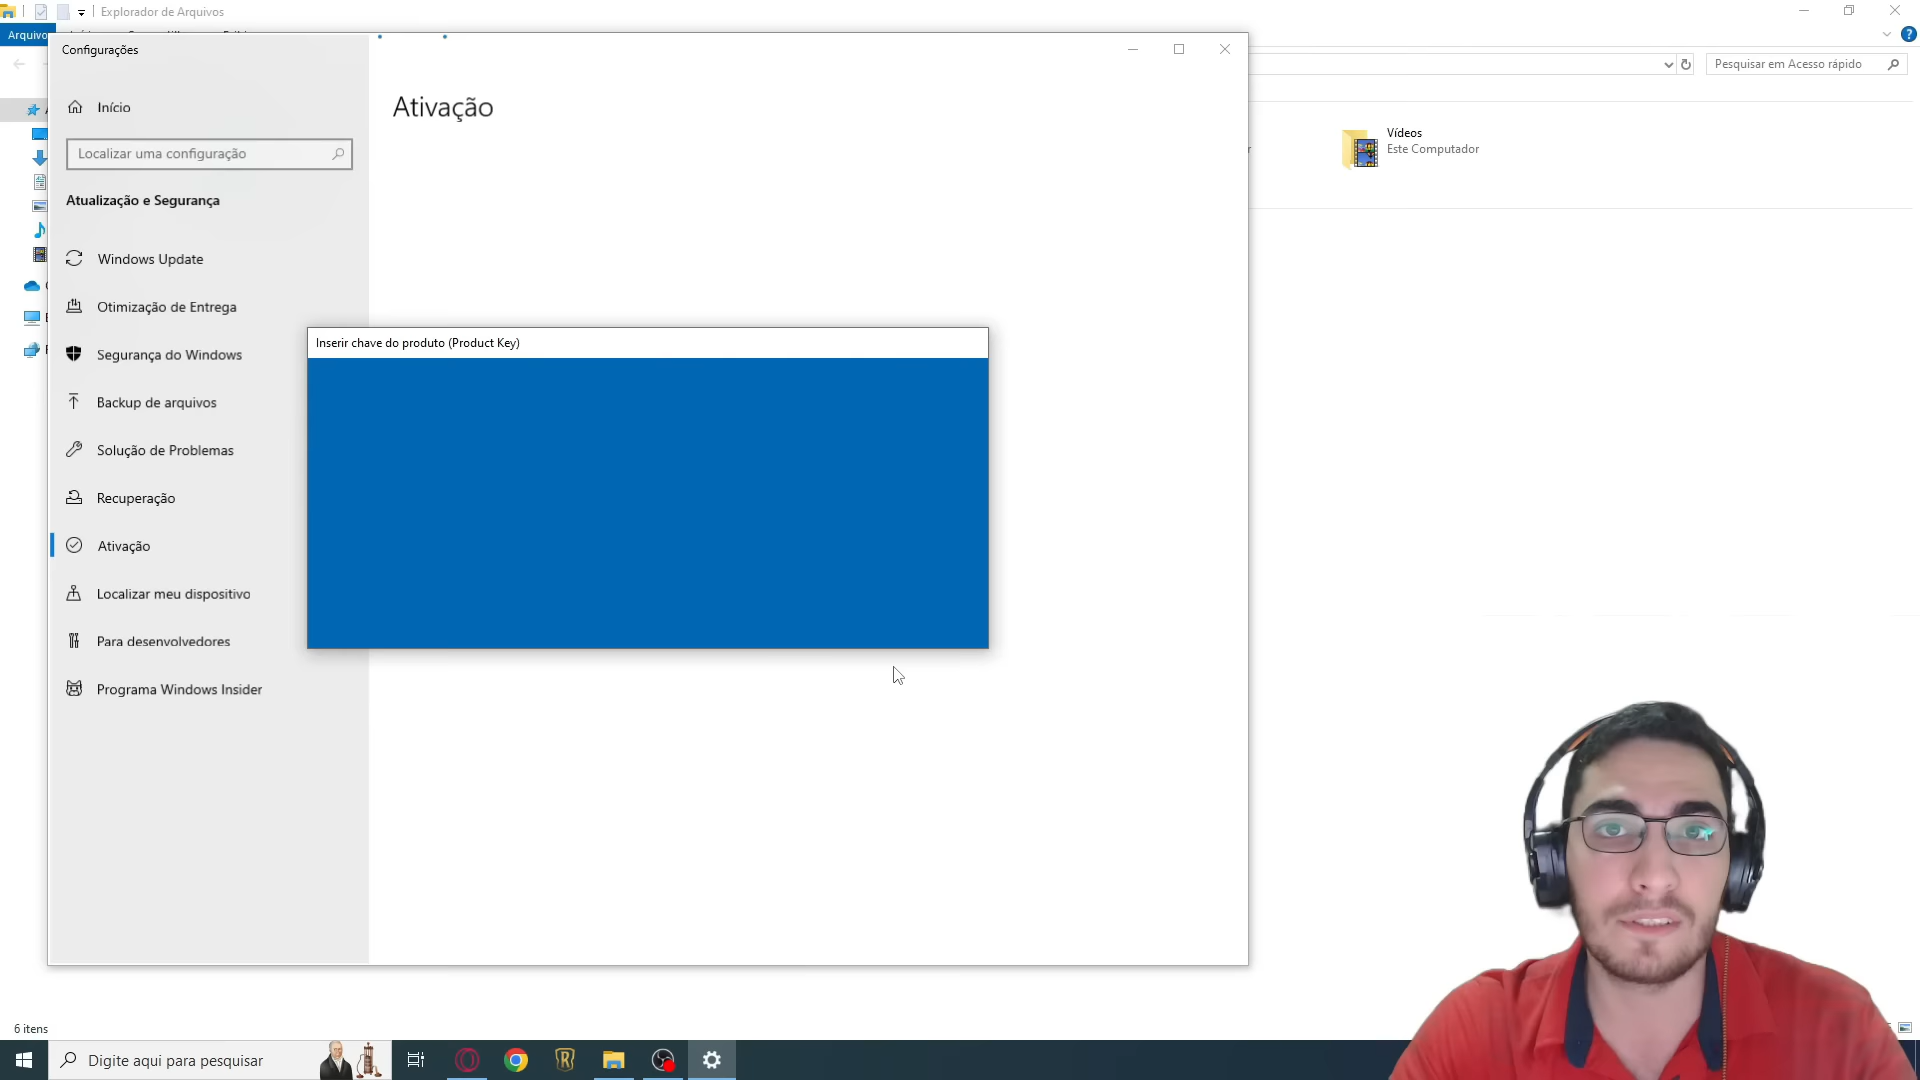 Explorador de Arquivos
Arquivo
Configurações
Pesquisar em Acesso rápido
Início
Ativação
Localizar uma configuração
Vídeos
Este Computador
Atualização e Segurança
Windows Update
Otimização de Entrega
Inserir chave do produto (Product Key)
Segurança do Windows
Backup de arquivos
Solução de Problemas
Recuperação
Ativação
Localizar meu dispositivo
Para desenvolvedores
Programa Windows Insider
6 itens
Digite aqui para pesquisar